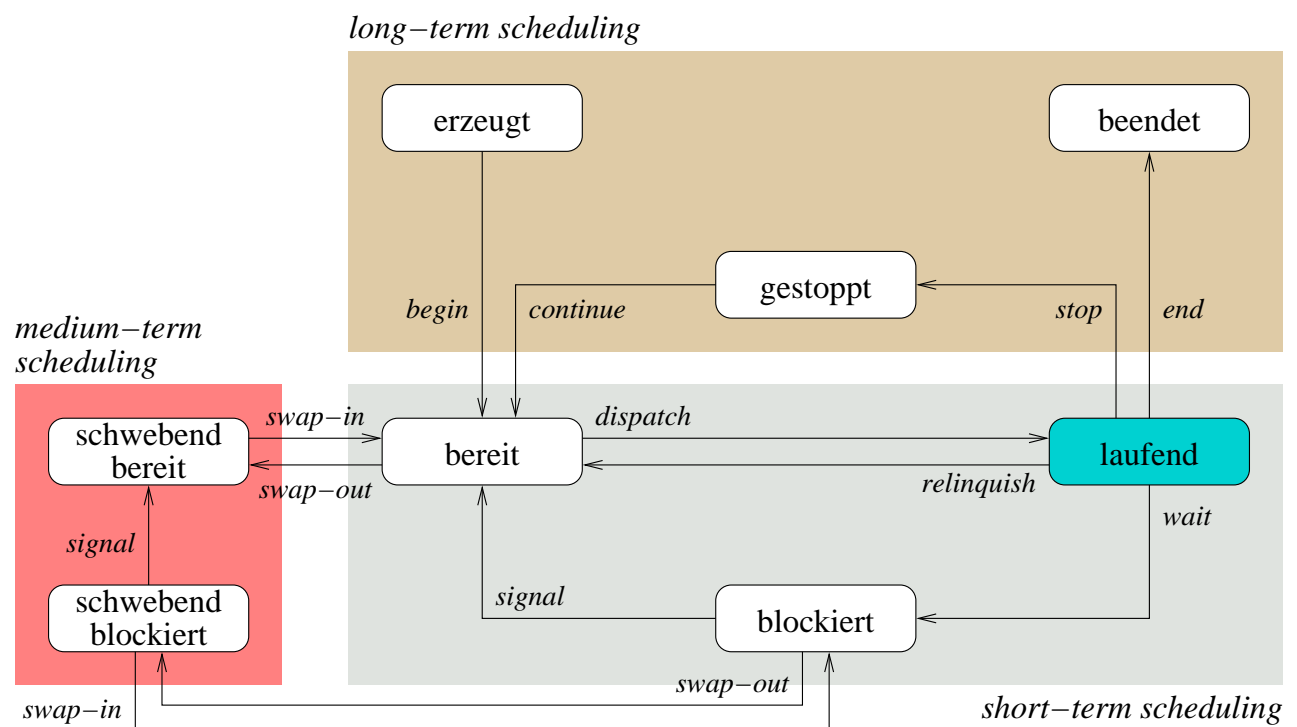 long−term scheduling
erzeugt
beendet
gestoppt
begin
continue
stop
end
medium−term
scheduling
swap−in
dispatch
schwebend
bereit
bereit
laufend
swap−out
relinquish
wait
signal
schwebend
blockiert
signal
blockiert
swap−out
swap−in
short−term scheduling